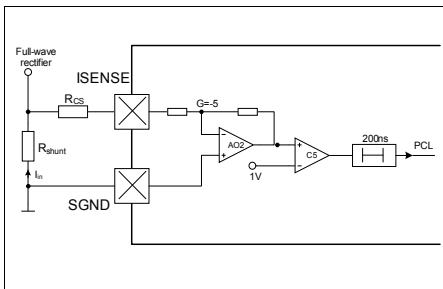 Full-wave
rectifier
ISENSE
RCS
G=-5
Rshunt
Iin
AO2
C5
1V
200ns
PCL
SGND